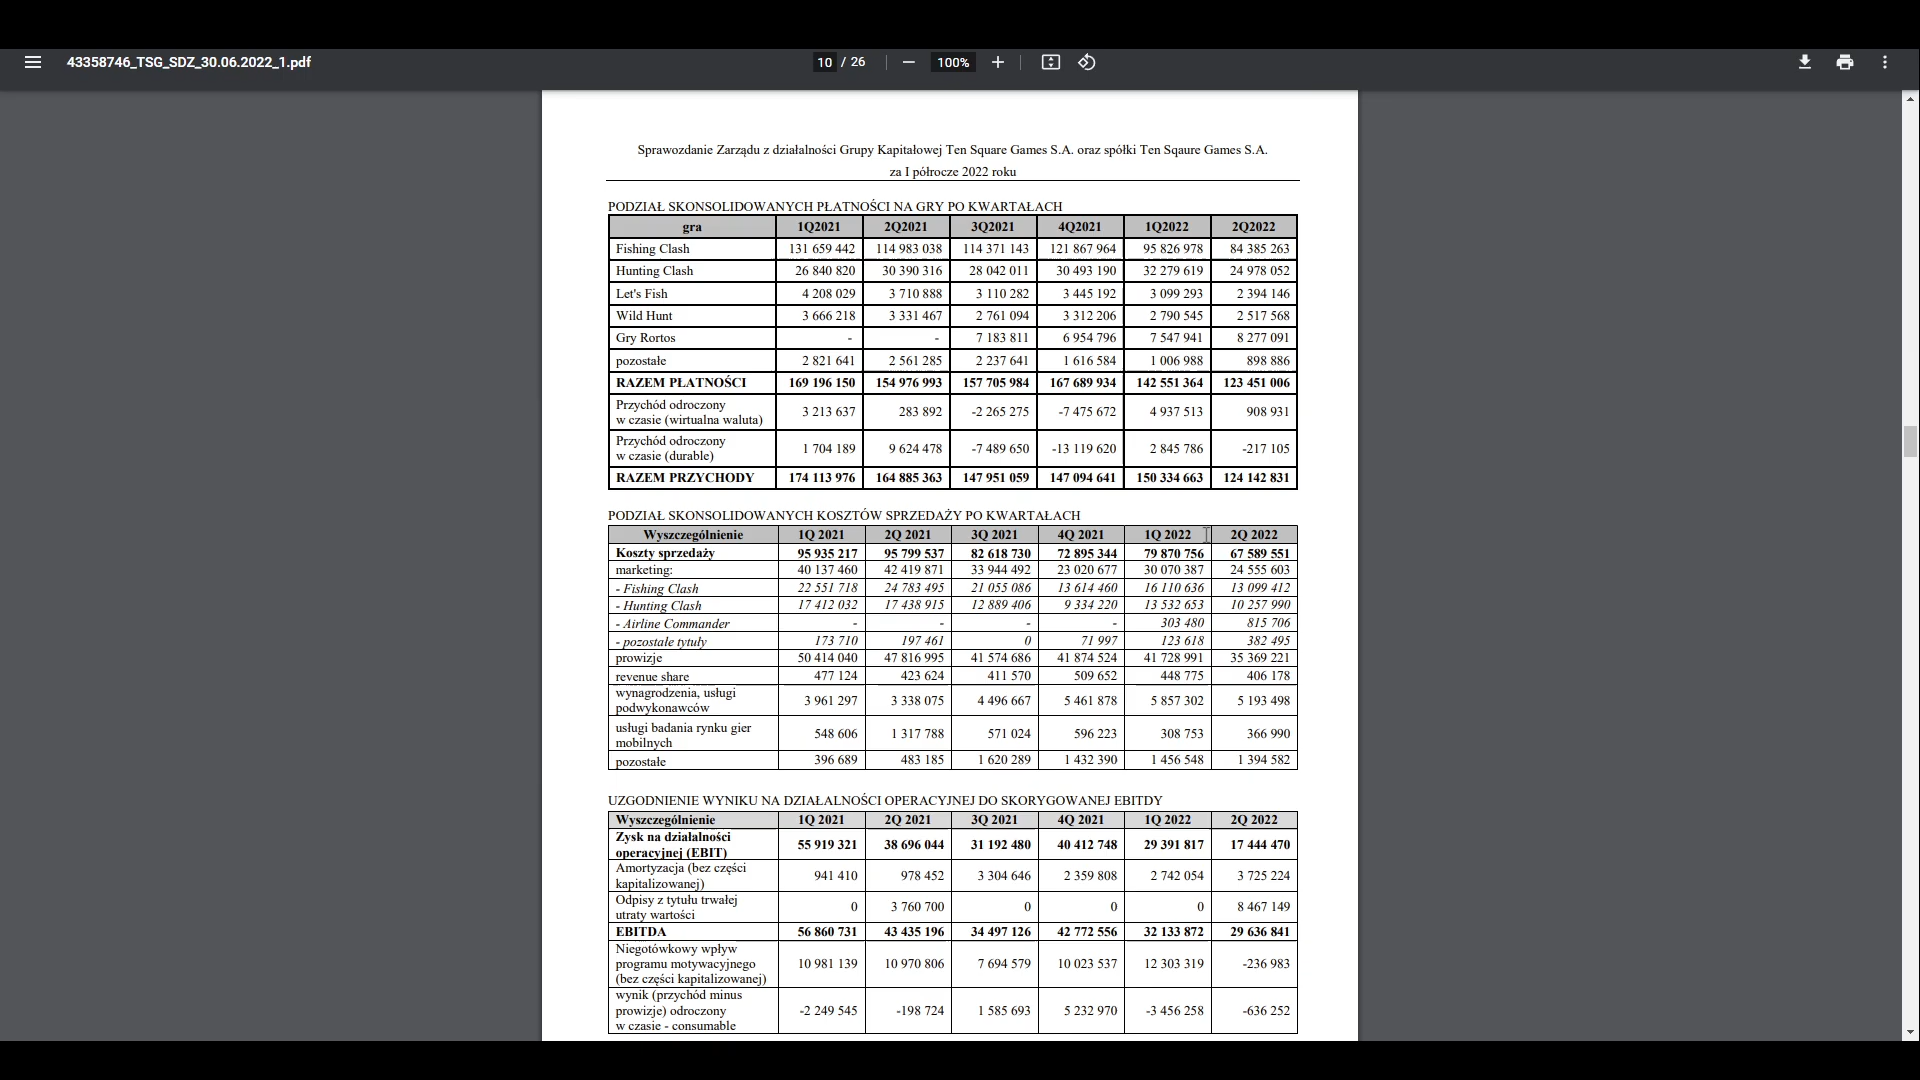 43358746_TSG_SDZ_30.06.2022_1.pdf
10 / 26
100%
Sprawozdanie Zarządu z działalności Grupy Kapitałowej Ten Square Games S.A. oraz spółki Ten Sqaure Games S.A.
za I półrocze 2022 roku
PODZIAŁ SKONSOLIDOWANYCH PŁATNOŚCI NA GRY PO KWARTAŁACH
gra 1Q2021 2Q2021 3Q2021 4Q2021 1Q2022 2Q2022
Fishing Clash 131 659 442 114 983 038 114 371 143 121 867 964 95 826 978 84 385 263
Hunting Clash 26 840 820 30 390 316 28 042 011 30 493 190 32 279 619 24 978 052
Let's Fish 4 208 029 3 710 888 3 110 282 3 445 192 3 099 293 2 394 146
Wild Hunt 3 666 218 3 331 467 2 761 094 3 312 206 2 790 545 2 517 568
Gry Rortos - - 7 183 811 6 954 796 7 547 941 8 277 091
pozostałe 2 821 641 2 561 285 2 237 641 1 616 584 1 006 988 898 886
RAZEM PŁATNOŚCI 169 196 150 154 976 993 157 705 984 167 689 934 142 551 364 123 451 006
Przychód odroczony
w czasie (wirtualna waluta) 3 213 637 283 892 -2 265 275 -7 475 672 4 937 513 908 931
Przychód odroczony
w czasie (durable) 1 704 189 9 624 478 -7 489 650 -13 119 620 2 845 786 -217 105
RAZEM PRZYCHODY 174 113 976 164 885 363 147 951 059 147 094 641 150 334 663 124 142 831
PODZIAŁ SKONSOLIDOWANYCH KOSZTÓW SPRZEDAŻY PO KWARTAŁACH
Wyszczególnienie 1Q 2021 2Q 2021 3Q 2021 4Q 2021 1Q 2022 2Q 2022
Koszty sprzedaży 95 935 217 95 799 537 82 618 730 72 895 344 79 870 756 67 589 551
marketing: 40 137 460 42 419 871 33 944 492 23 020 677 30 070 387 24 555 603
- Fishing Clash 22 551 718 24 783 495 21 055 086 13 614 460 16 110 636 13 099 412
- Hunting Clash 17 412 032 17 438 915 12 889 406 9 334 220 13 532 653 10 257 990
- Airline Commander - - - - 303 480 815 706
- pozostałe tytuły 173 710 197 461 0 71 997 123 618 382 495
prowizje 50 414 040 47 816 995 41 574 686 41 874 524 41 728 991 35 369 221
revenue share 477 124 423 624 411 570 509 652 448 775 406 178
wynagrodzenia, usługi
podwykonawców 3 961 297 3 338 075 4 496 667 5 461 878 5 857 302 5 193 498
usługi badania rynku gier
mobilnych 548 606 1 317 788 571 024 596 223 308 753 366 990
pozostałe 396 689 483 185 1 620 289 1 432 390 1 456 548 1 394 582
UZGODNIENIE WYNIKU NA DZIAŁALNOŚCI OPERACYJNEJ DO SKORYGOWANEJ EBITDY
Wyszczególnienie 1Q 2021 2Q 2021 3Q 2021 4Q 2021 1Q 2022 2Q 2022
Zysk na działalności
operacyjnej (EBIT) 55 919 321 38 696 044 31 192 480 40 412 748 29 391 817 17 444 470
Amortyzacja (bez części
kapitalizowanej) 941 410 978 452 3 304 646 2 359 808 2 742 054 3 725 224
Odpisy z tytułu trwałej
utraty wartości 0 3 760 700 0 0 0 8 467 149
EBITDA 56 860 731 43 435 196 34 497 126 42 772 556 32 133 872 29 636 841
Niegotówkowy wpływ
programu motywacyjnego
(bez części kapitalizowanej) 10 981 139 10 970 806 7 694 579 10 023 537 12 303 319 -236 983
wynik (przychód minus
prowizje) odroczony
w czasie - consumable -2 249 545 -198 724 1 585 693 5 232 970 -3 456 258 -636 252